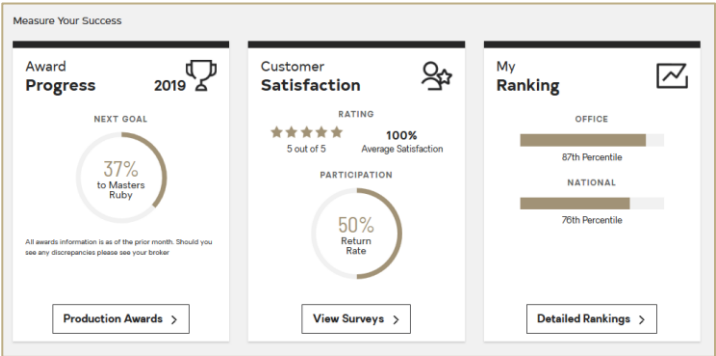 Measure Your Success
Award
Progress
2019
NEXT GOAL
37%
to Masters
Ruby
All awards information is as of the prior month. Should you
see any discrepancies please see your broker
Production Awards >
Customer
Satisfaction
RATING
5 out of 5
100%
Average Satisfaction
PARTICIPATION
50%
Return
Rate
View Surveys >
My
Ranking
OFFICE
87th Percentile
NATIONAL
76th Percentile
Detailed Rankings >